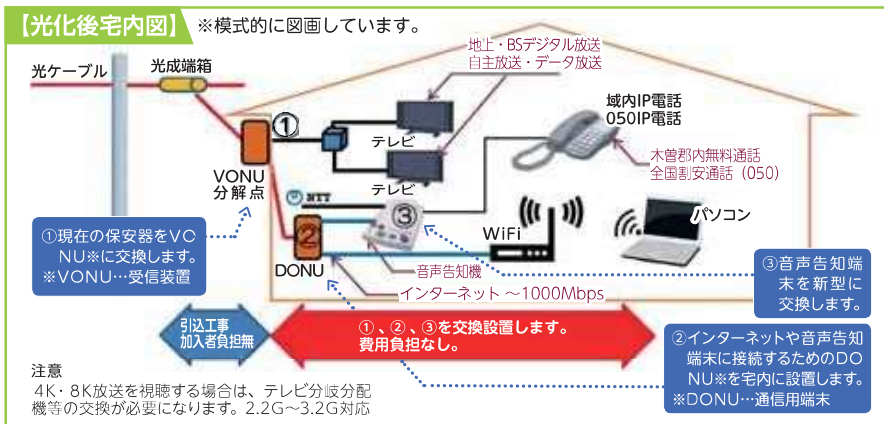 【光化後宅内図】 ※模式的に図画しています。
光ケーブル
光成端箱
地上・BSデジタル放送
自主放送・データ放送
域内IP電話
050IP電話
木曽郡内無料通話
全国割安通話（050）
①
テレビ
テレビ
VONU
分解点
NTT
②
③
DONU
WiFi
パソコン
音声告知機
インターネット ～1000Mbps
①現在の保安器をVC
NU※に交換します。
※VONU…受信装置
③音声告知端
末を新型に
交換します。
引込工事
加入者負担無
①、②、③を交換設置します。
費用負担なし。
②インターネットや音声告知
端末に接続するためのDO
NU※を宅内に設置します。
※DONU…通信用端末
注意
4K・8K放送を視聴する場合は、テレビ分岐分配
機等の交換が必要になります。2.2G～3.2G対応